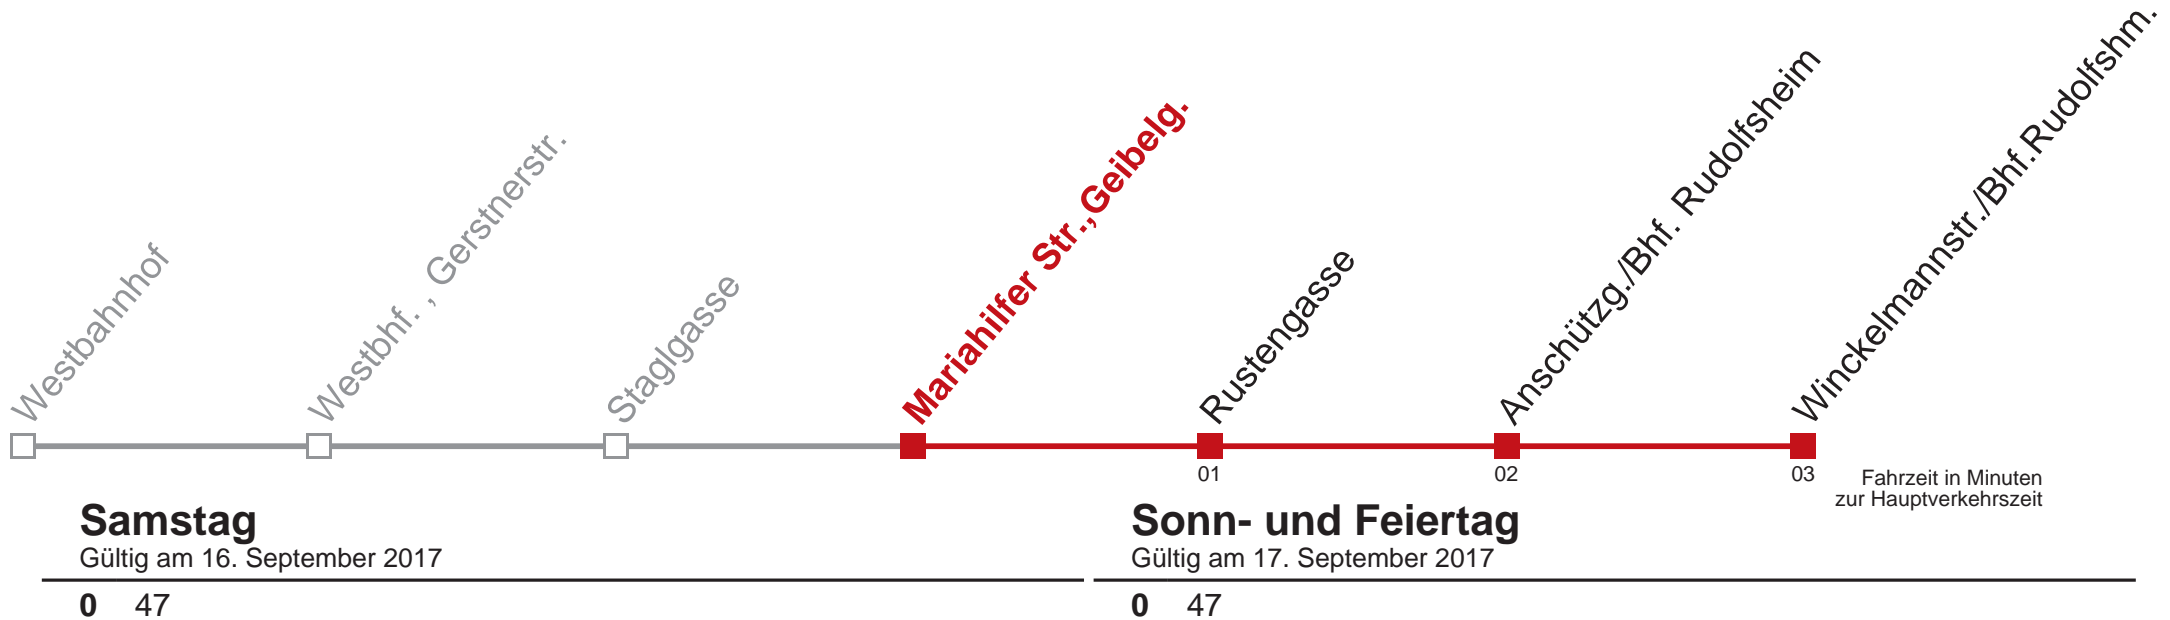 Westbahnhof
Westbhf. , Gerstnerstr.
Staglgasse
Mariahilfer Str.,Geibelg.
Rustengasse
Anschützg./Bhf. Rudolfsheim
Winckelmannstr./Bhf.Rudolfshm.
01
02
03
Fahrzeit in Minuten
zur Hauptverkehrszeit
Samstag
Gültig am 16. September 2017
0 47
Sonn- und Feiertag
Gültig am 17. September 2017
0 47